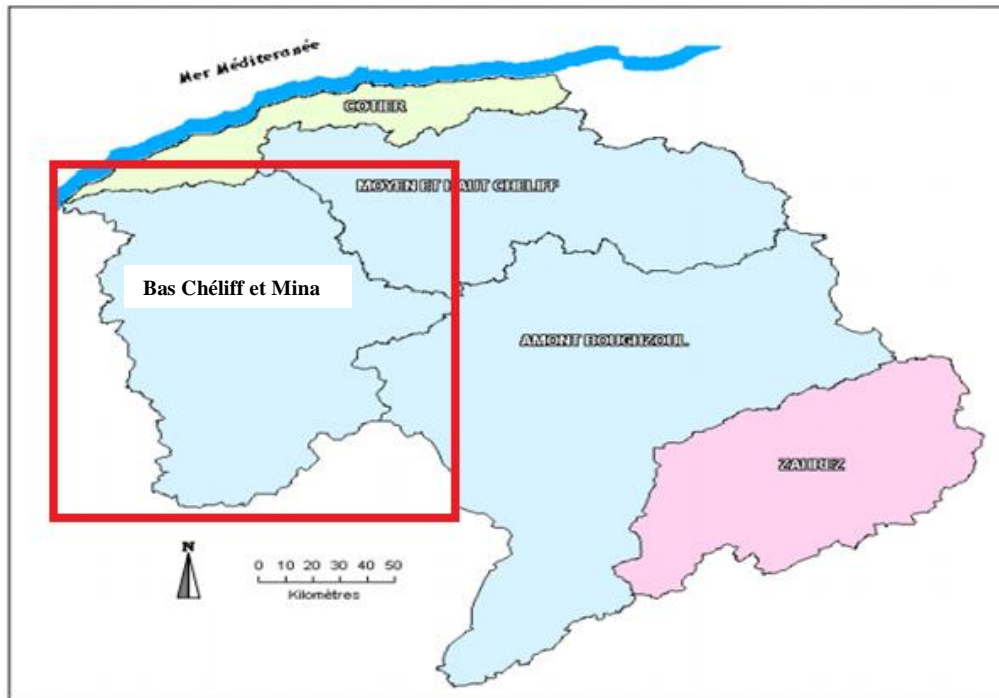 Mer Méditeranée
COTIER
MOYEN ET HAUT CHELIFF
Bas Chéliff et Mina
AMONT BOUGHZOUL
ZAHREZ
N
0 10 20 30 40 50
Kilomètres